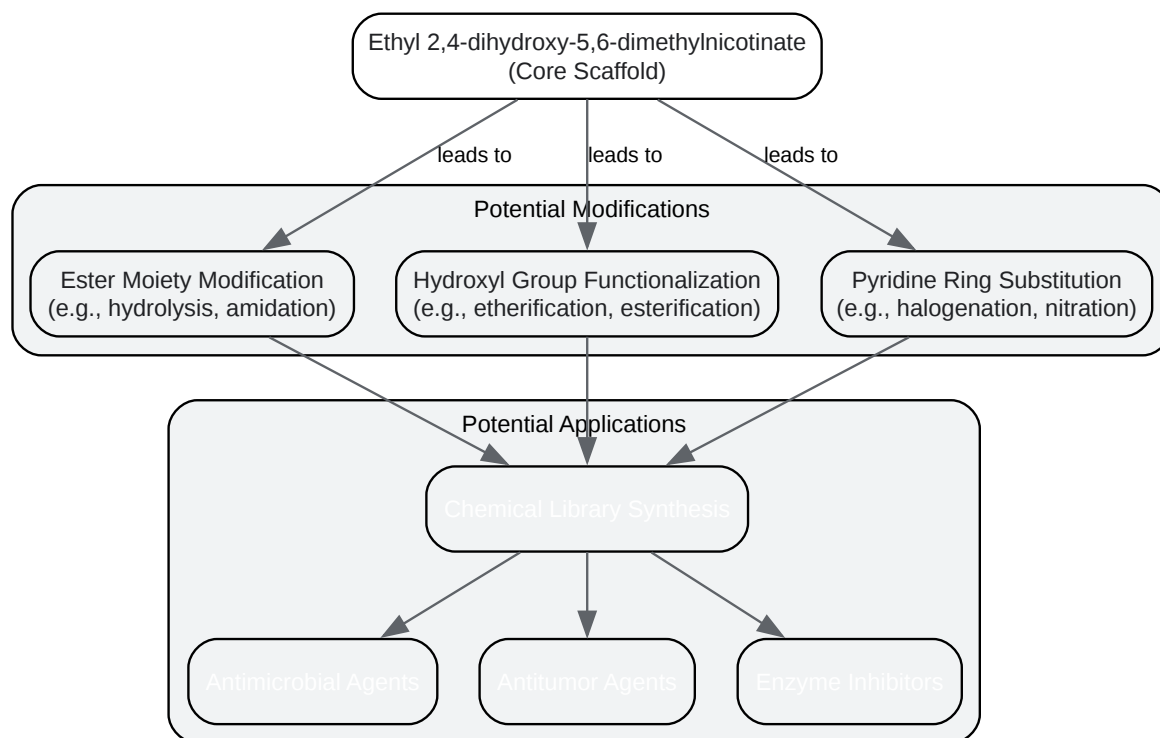 Ethyl 2,4-dihydroxy-5,6-dimethylnicotinate
(Core Scaffold)
leads to
leads to
leads to
Potential Modifications
Ester Moiety Modification
(e.g., hydrolysis, amidation)
Hydroxyl Group Functionalization
(e.g., etherification, esterification)
Pyridine Ring Substitution
(e.g., halogenation, nitration)
Potential Applications
Chemical Library Synthesis
Antimicrobial Agents
Antitumor Agents
Enzyme Inhibitors